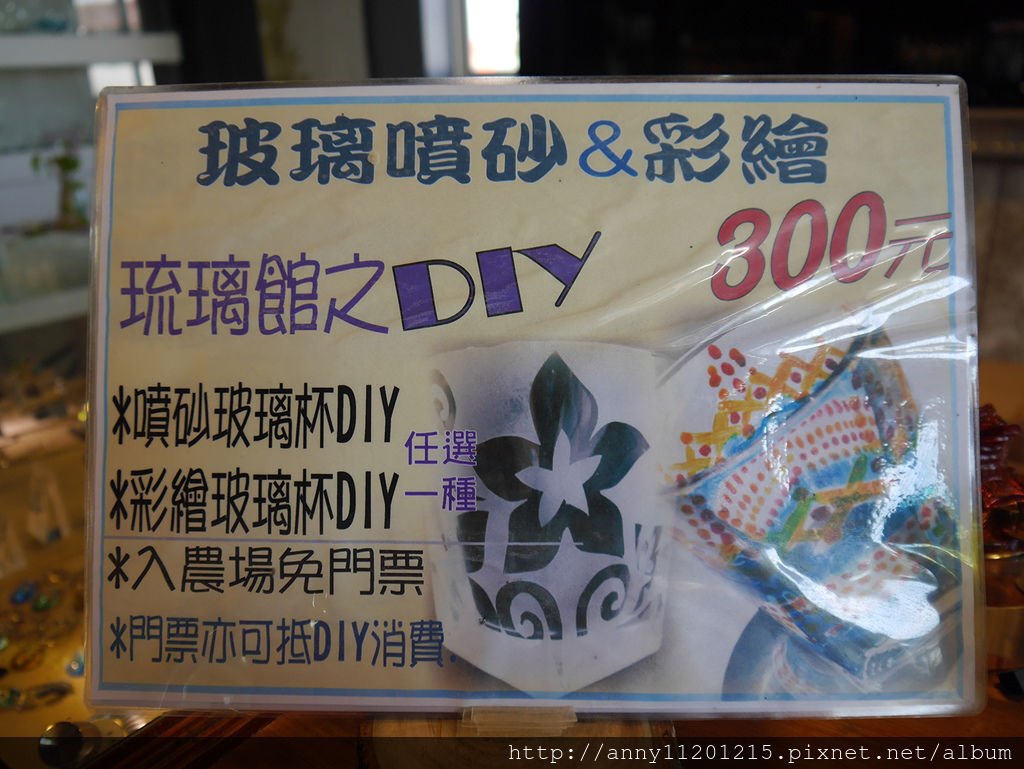 玻璃噴砂&彩繪
300元
琉璃館之DIY
*噴砂玻璃杯DIY
*彩繪玻璃杯DIY
任選
一種
*入農場免門票
*門票亦可抵DIY消費.
http://anny11201215.pixnet.net/album